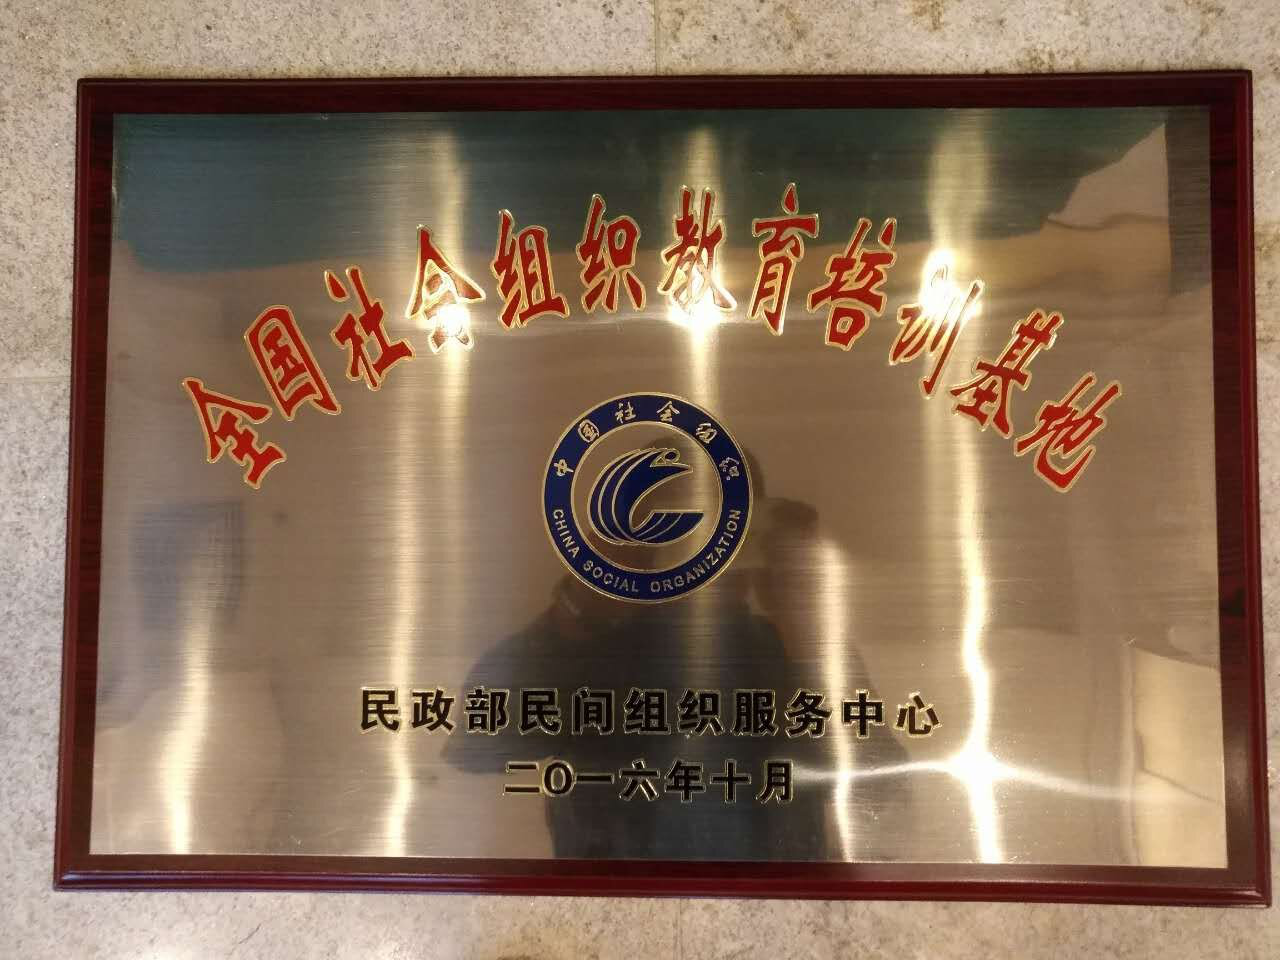 全国社会组织教育培训基地
中国社会组织
CHINA SOCIAL ORGANIZATION
民政部民间组织服务中心
二〇一六年十月